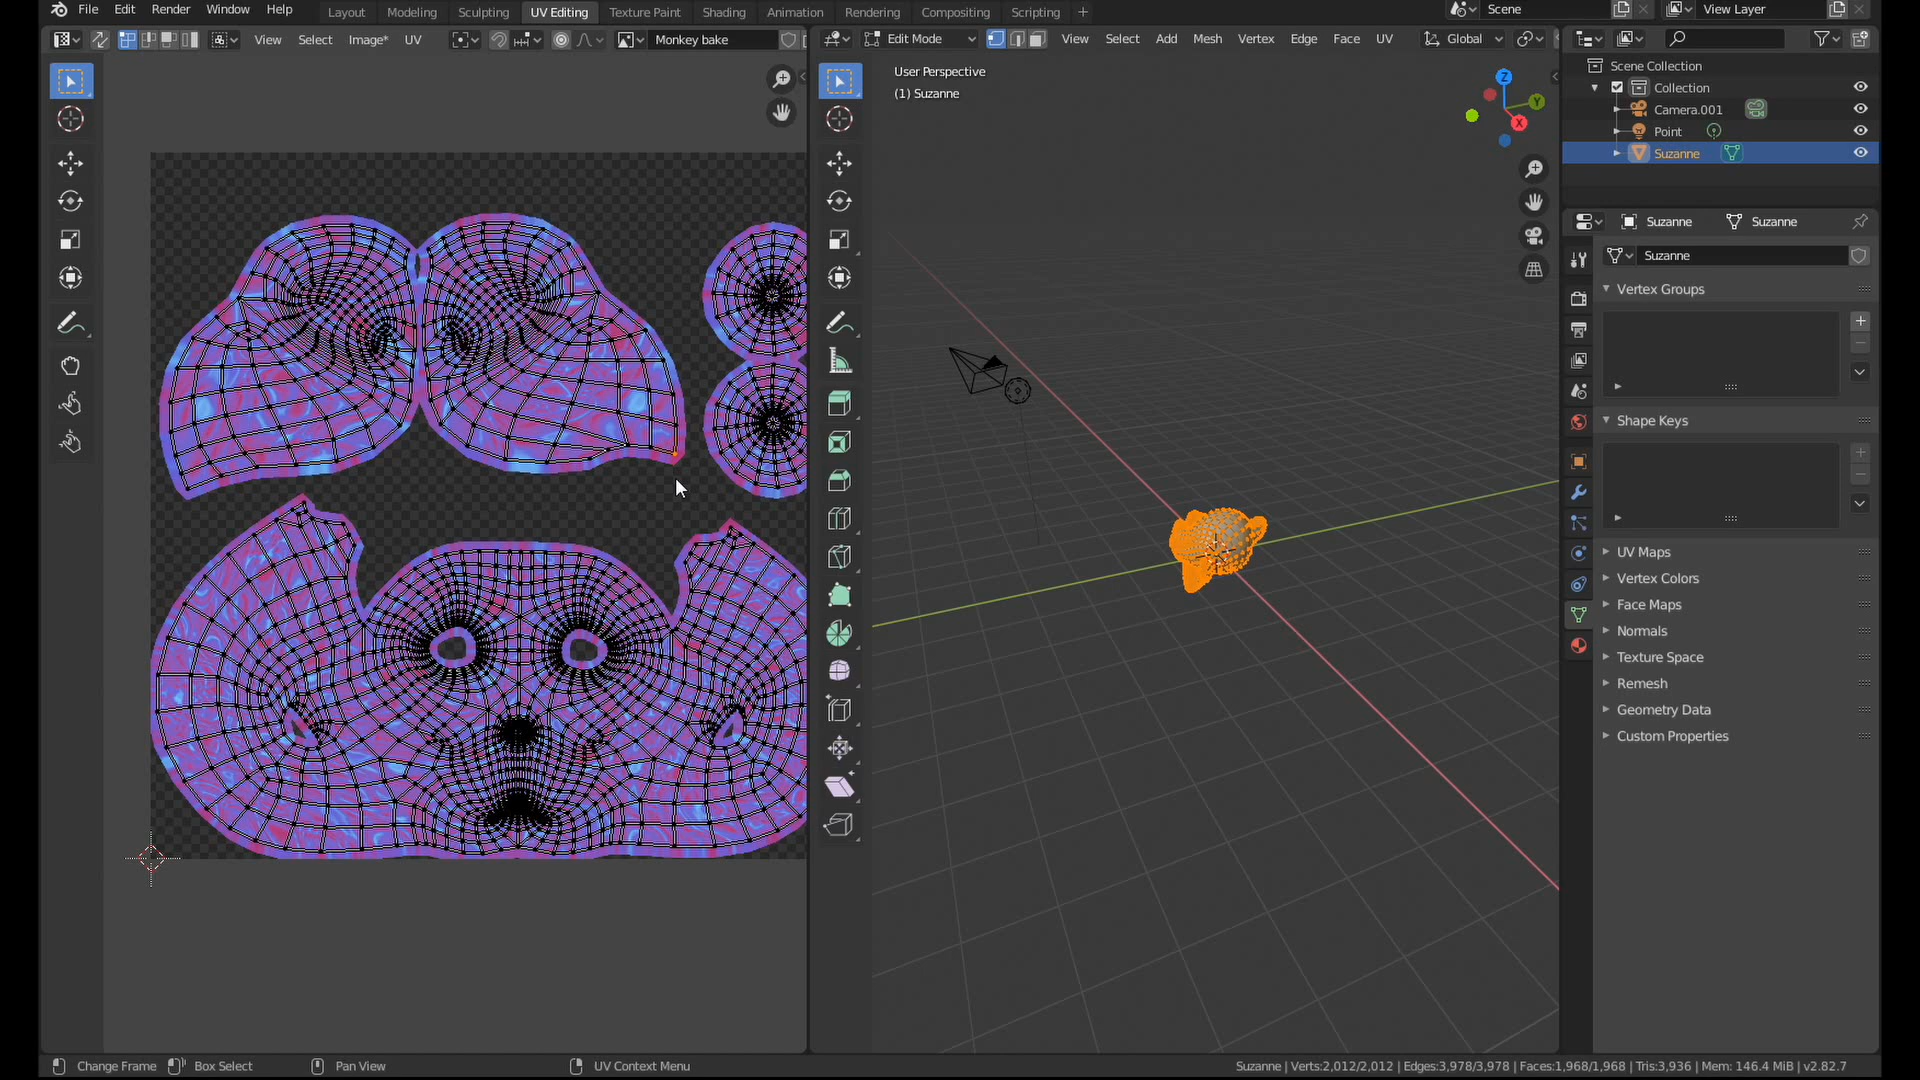 File Edit Render Window Help Layout Modeling Sculpting UV Editing Texture Paint Shading Animation Rendering Compositing Scripting + Scene View Layer
View Select Image* UV Monkey bake Edit Mode View Select Add Mesh Vertex Edge Face UV Global
User Perspective
(1) Suzanne
Z
Y
X
Scene Collection
Collection
Camera.001
Point
Suzanne
Suzanne Suzanne
Suzanne
Vertex Groups
Shape Keys
UV Maps
Vertex Colors
Face Maps
Normals
Texture Space
Remesh
Geometry Data
Custom Properties
Change Frame Box Select Pan View UV Context Menu Suzanne | Verts:2,012/2,012 | Edges:3,978/3,978 | Faces:1,968/1,968 | Tris:3,936 | Mem: 146.4 MiB | v2.82.7